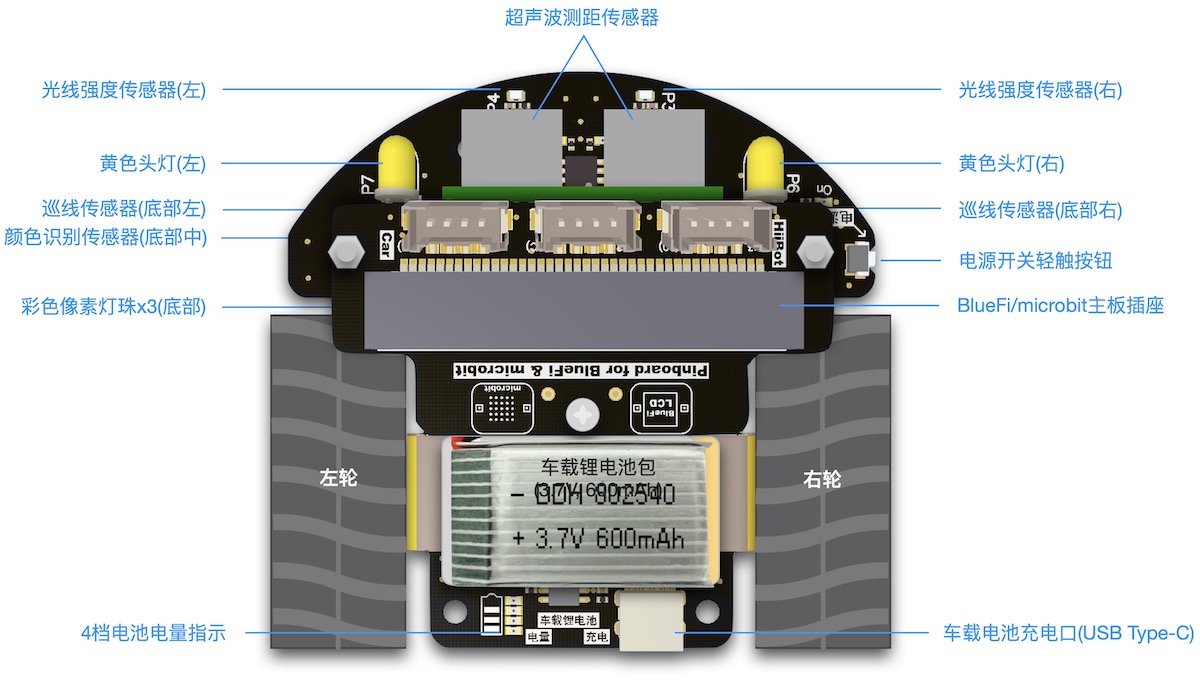 超声波测距传感器
光线强度传感器(左)
光线强度传感器(右)
P4
黄色头灯(左)
黄色头灯(右)
P7
P6
巡线传感器(底部左)
巡线传感器(底部右)
颜色识别传感器(底部中)
Car
HiiBot
电源开关轻触按钮
彩色像素灯珠x3(底部)
BlueFi/microbit主板插座
Pinboard for BlueFi & microbit
microbit
BlueFi
LCD
左轮
右轮
车载锂电池包
(3.7V, 600mAh)
602540
+ 3.7V 600mAh
4档电池电量指示
车载锂电池
电量
充电
车载电池充电口(USB Type-C)